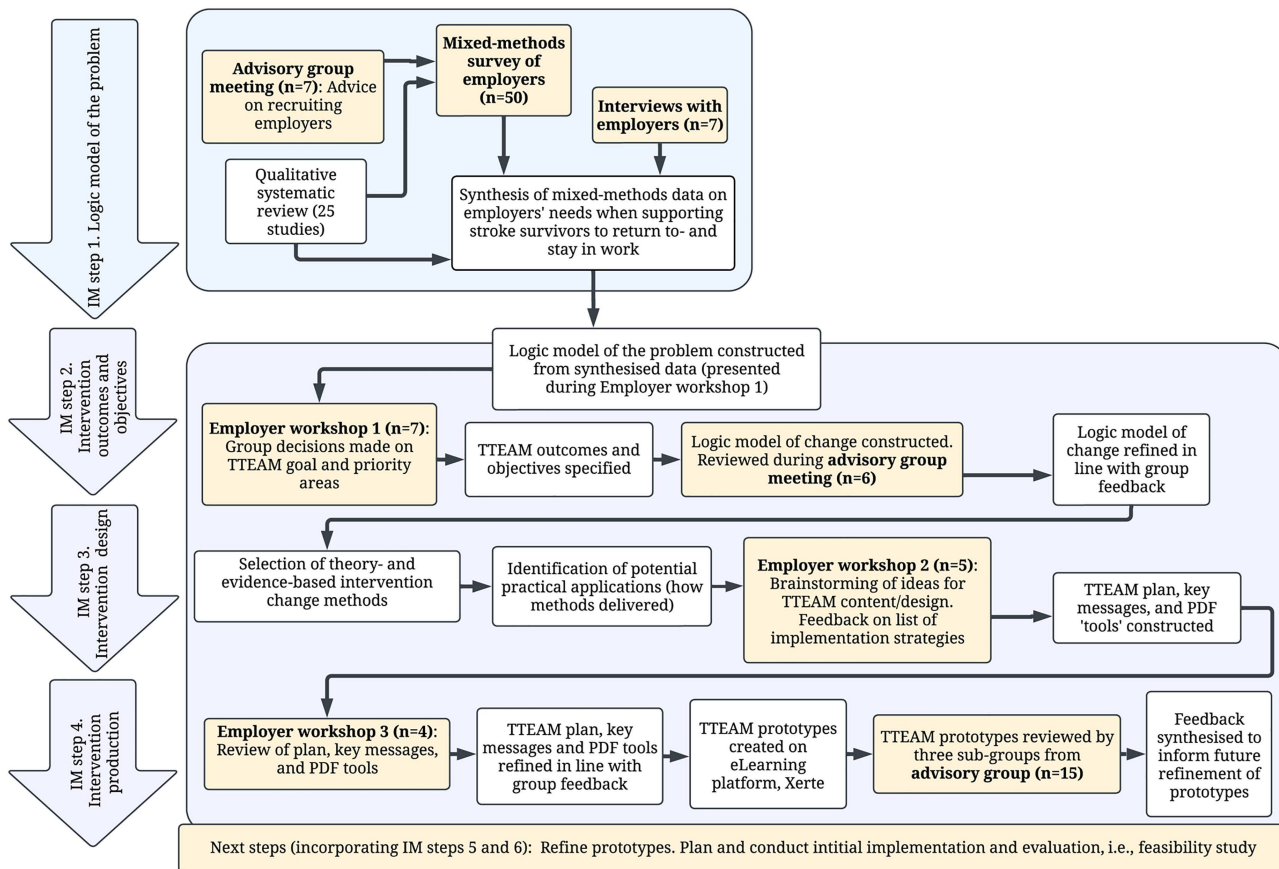 IM step 1. Logic model of the problem
Advisory group
meeting (n=7): Advice
on recruiting
employers
Mixed-methods
survey of
employers
(n=50)
Interviews with
employers (n=7)
Qualitative
systematic
review (25
studies)
Synthesis of mixed-methods data on
employers' needs when supporting
stroke survivors to return to- and
stay in work
IM step 2.
Intervention
outcomes and
objectives
Logic model of the problem constructed
from synthesised data (presented
during Employer workshop 1)
Employer workshop 1 (n=7):
Group decisions made on
TTEAM goal and priority
areas
TTEAM outcomes and
objectives specified
Logic model of change constructed.
Reviewed during advisory group
meeting (n=6)
Logic model of
change refined in
line with group
feedback
IM step 3.
Intervention design
Selection of theory- and
evidence-based intervention
change methods
Identification of potential
practical applications (how
methods delivered)
Employer workshop 2 (n=5):
Brainstorming of ideas for
TTEAM content/design.
Feedback on list of
implementation strategies
TTEAM plan, key
messages, and PDF
'tools' constructed
IM step 4.
Intervention
production
Employer workshop 3 (n=4):
Review of plan, key messages,
and PDF tools
TTEAM plan, key
messages and PDF tools
refined in line with
group feedback
TTEAM prototypes
created on
eLearning
platform, Xerte
TTEAM prototypes reviewed by
three sub-groups from
advisory group (n=15)
Feedback
synthesised to
inform future
refinement of
prototypes
Next steps (incorporating IM steps 5 and 6): Refine prototypes. Plan and conduct intitial implementation and evaluation, i.e., feasibility study